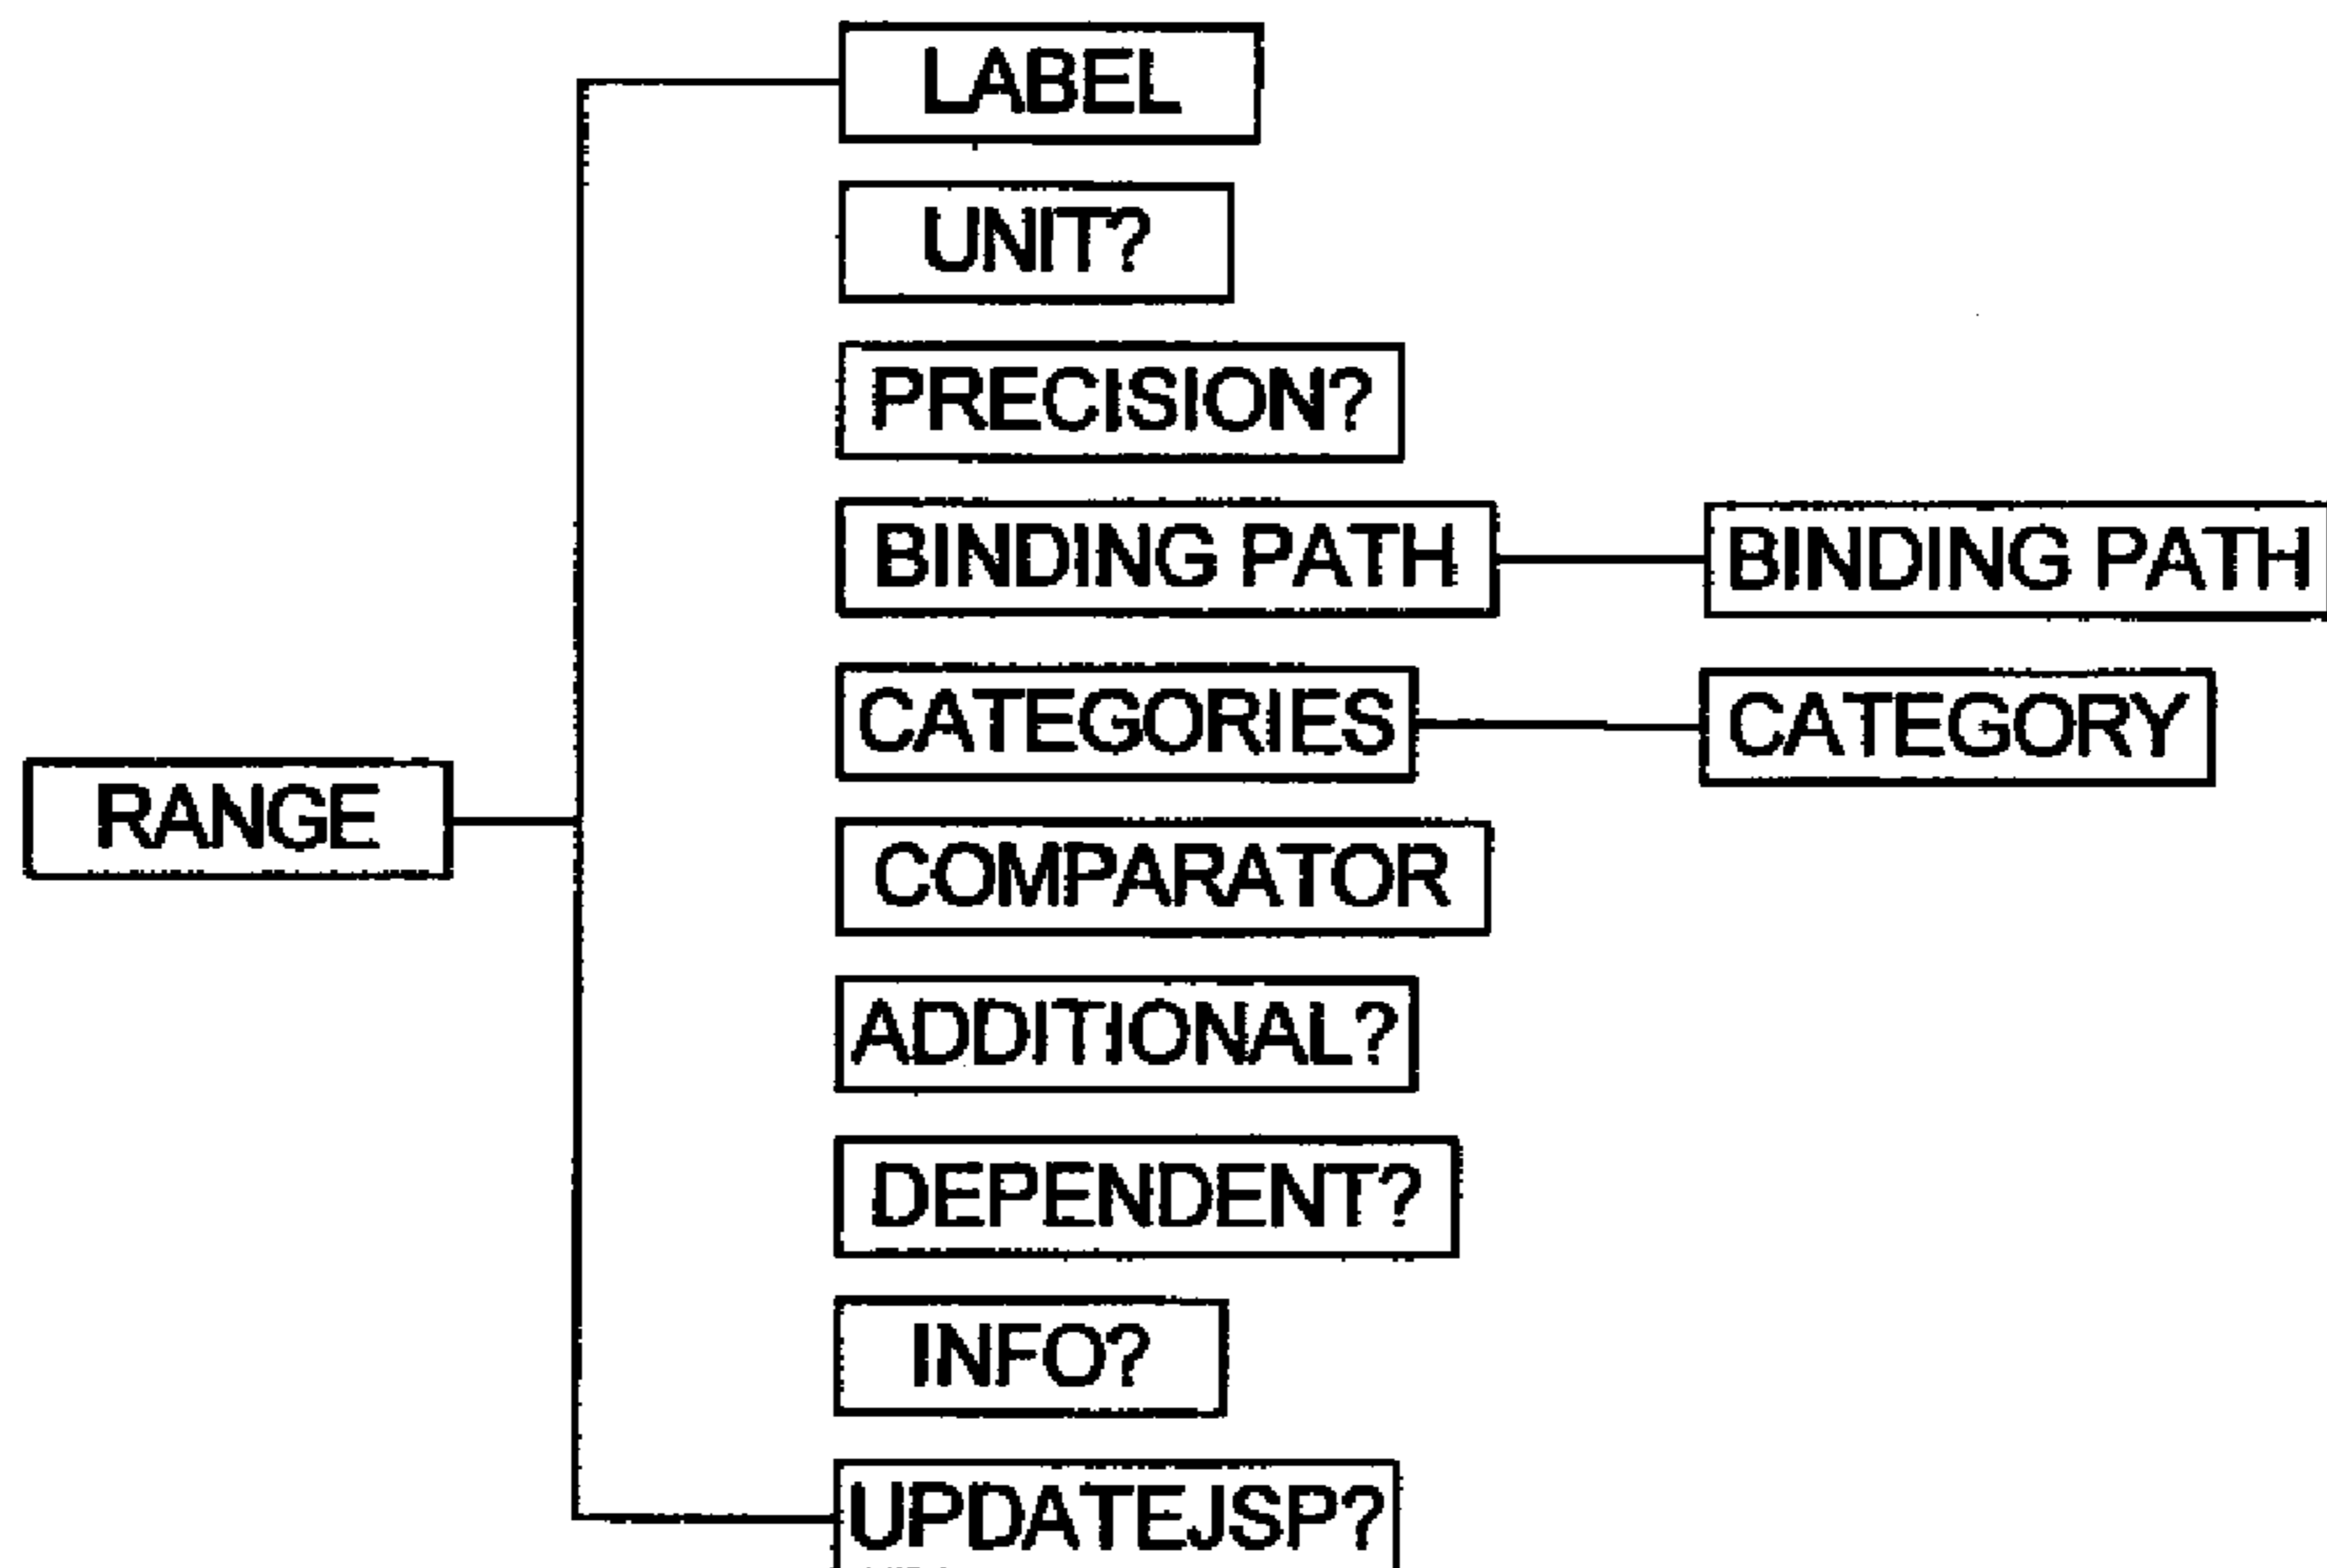 LABEL
UNIT?
PRECISION?
BINDING PATH
BINDING PATH
CATEGORIES
CATEGORY
RANGE
COMPARATOR
ADDITIONAL?
DEPENDENT?
INFO?
UPDATEJSP?